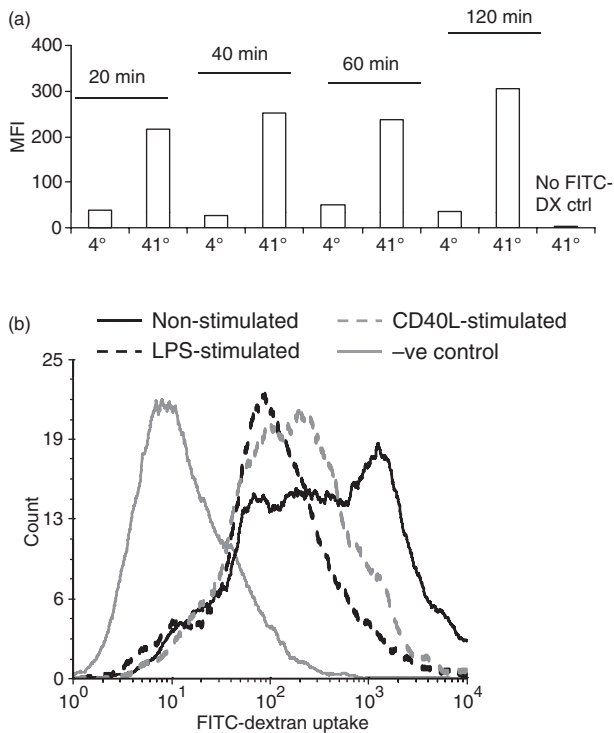 (a)
120 min
400
40 min
60 min
20 min
300
MFI
200
100
No FITC-
DX ctrl
0
4° 41° 4° 41° 4° 41° 4° 41° 41°
(b)
Non-stimulated CD40L-stimulated
LPS-stimulated –ve control
25
19
Count
13
6
0
10⁰ 10¹ 10² 10³ 10⁴
FITC-dextran uptake